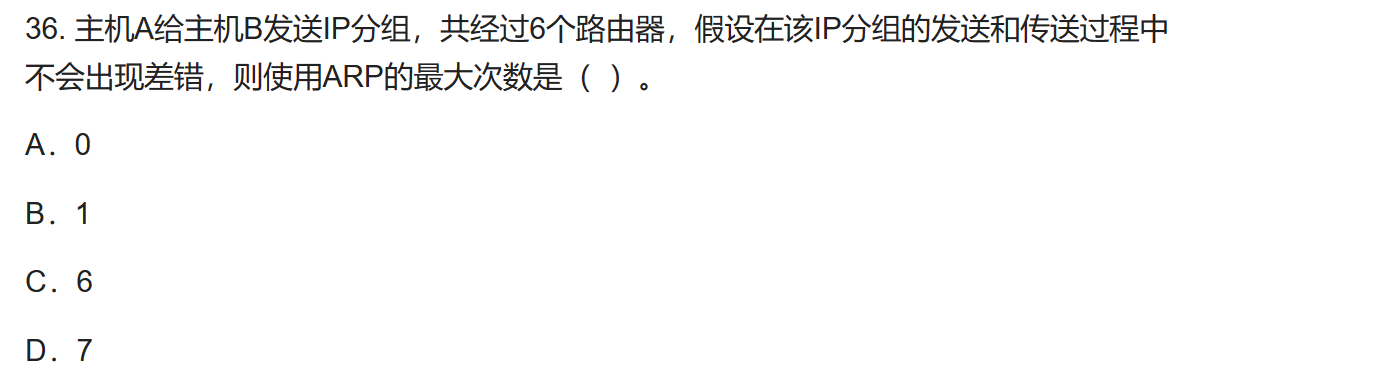 36. 主机A给主机B发送IP分组，共经过6个路由器，假设在该IP分组的发送和传送过程中
不会出现差错，则使用ARP的最大次数是（ ）。
A．0
B．1
C．6
D．7